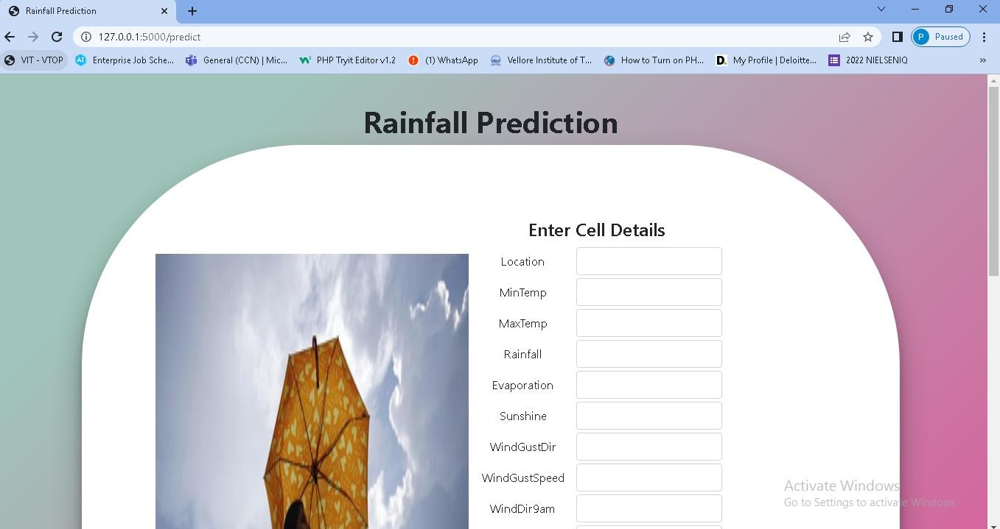 Rainfall Prediction
127.0.0.1:5000/predict
P Paused
VIT - VTOP
Enterprise Job Sche...
General (CCN) | Mic...
PHP Tryit Editor v1.2
(1) WhatsApp
Vellore Institute of T...
How to Turn on PH...
D. My Profile | Deloitte...
2022 NIELSENIQ
»
Rainfall Prediction
Enter Cell Details
Location
MinTemp
MaxTemp
Rainfall
Evaporation
Sunshine
WindGustDir
WindGustSpeed
WindDir9am
Activate Windows
Go to Settings to activate Windows.